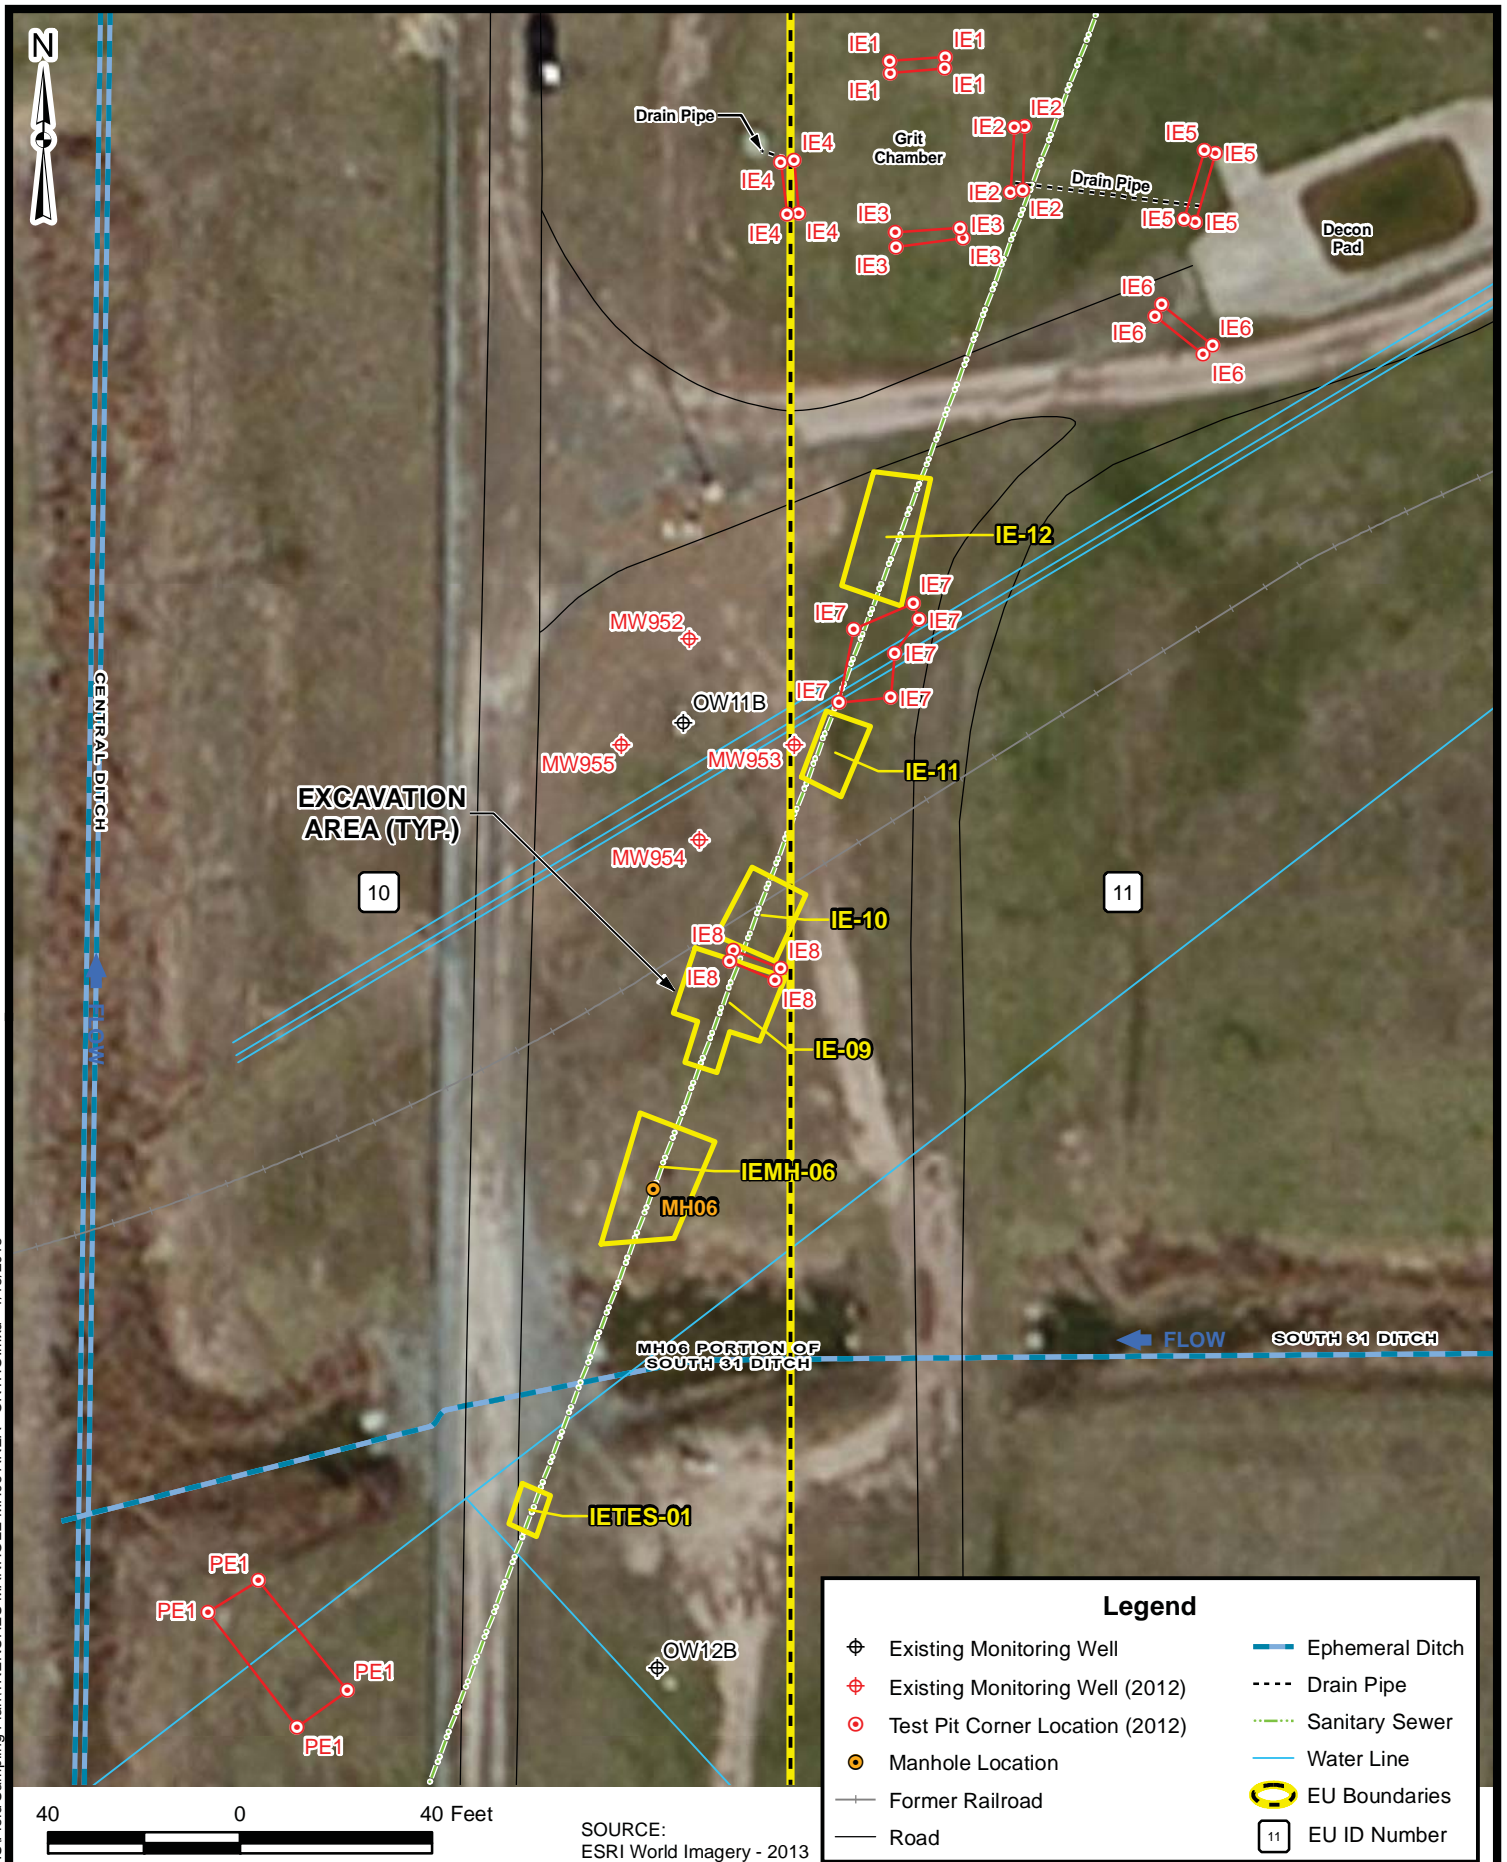 N
IE1
IE1
IE1
IE1
Drain Pipe
IE4
IE4
IE4
IE4
Grit
Chamber
IE2
IE2
IE2
IE2
Drain Pipe
IE5
IE5
IE5
IE5
IE3
IE3
IE3
IE3
Decon
Pad
IE6
IE6
IE6
IE6
IE-12
IE7
IE7
IE7
IE7
IE7
IE7
MW952
OW11B
MW955
MW953
IE-11
CENTRAL DITCH
EXCAVATION
AREA (TYP.)
MW954
10
11
IE-10
IE8
IE8
IE8
IE8
FLOW
IE-09
IEMH-06
MH06
MH06 PORTION OF
SOUTH 31 DITCH
FLOW
SOUTH 31 DITCH
IETES-01
PE1
PE1
PE1
PE1
OW12B
Legend
Existing Monitoring Well
Existing Monitoring Well (2012)
Test Pit Corner Location (2012)
Manhole Location
Former Railroad
Road
Ephemeral Ditch
Drain Pipe
Sanitary Sewer
Water Line
EU Boundaries
11 EU ID Number
40 0 40 Feet
SOURCE:
ESRI World Imagery - 2013